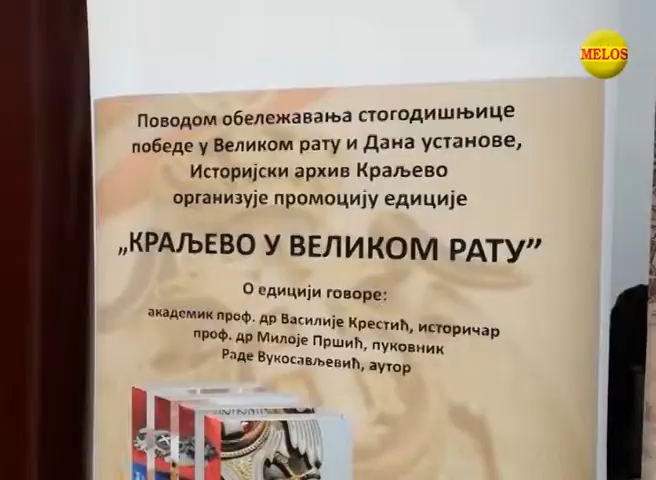 MELOS
Поводом обележавања стогодишњице
победе у Великом рату и Дана установе,
Историјски архив Краљево
организује промоцију едиције
„КРАЉЕВО У ВЕЛИКОМ РАТУ”
О едицији говоре:
академик проф. др Василије Крестић, историчар
проф. др Милоје Пршић, пуковник
Раде Вукосављевић, аутор